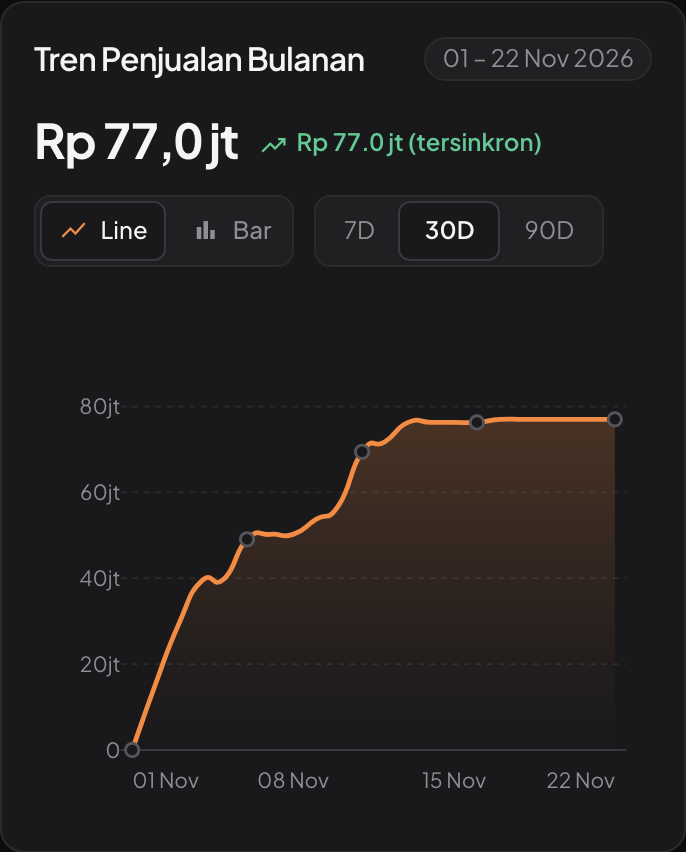 Tren Penjualan Bulanan
01 – 22 Nov 2026
Rp 77,0 jt
Rp 77.0 jt (tersinkron)
Line
Bar
7D
30D
90D
80jt
60jt
40jt
20jt
0
01 Nov
08 Nov
15 Nov
22 Nov